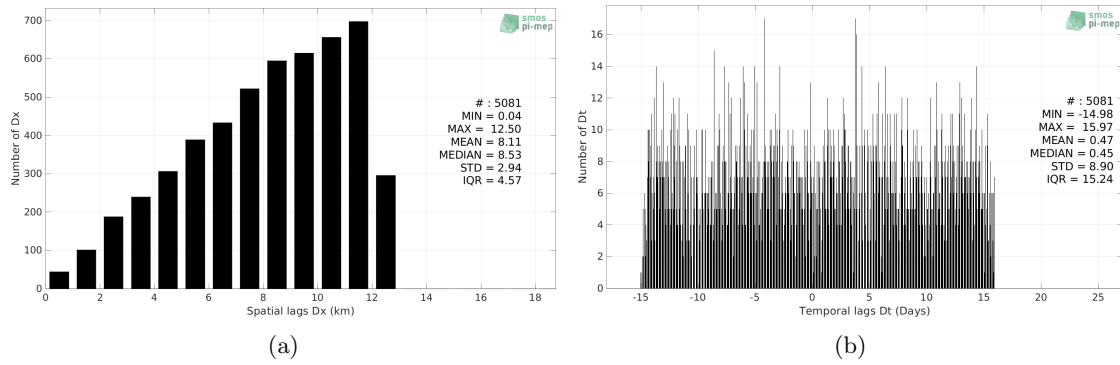 700
600
500
400
300
200
100
0
Number of Dx
0 2 4 6 8 10 12 14 16 18
Spatial lags Dx (km)
smos
pi-mep
# : 5081
MIN = 0.04
MAX = 12.50
MEAN = 8.11
MEDIAN = 8.53
STD = 2.94
IQR = 4.57
(a)
16
14
12
10
8
6
4
2
0
Number of Dt
-15 -10 -5 0 5 10 15 20 25
Temporal lags Dt (Days)
smos
pi-mep
# : 5081
MIN = -14.98
MAX = 15.97
MEAN = 0.47
MEDIAN = 0.45
STD = 8.90
IQR = 15.24
(b)